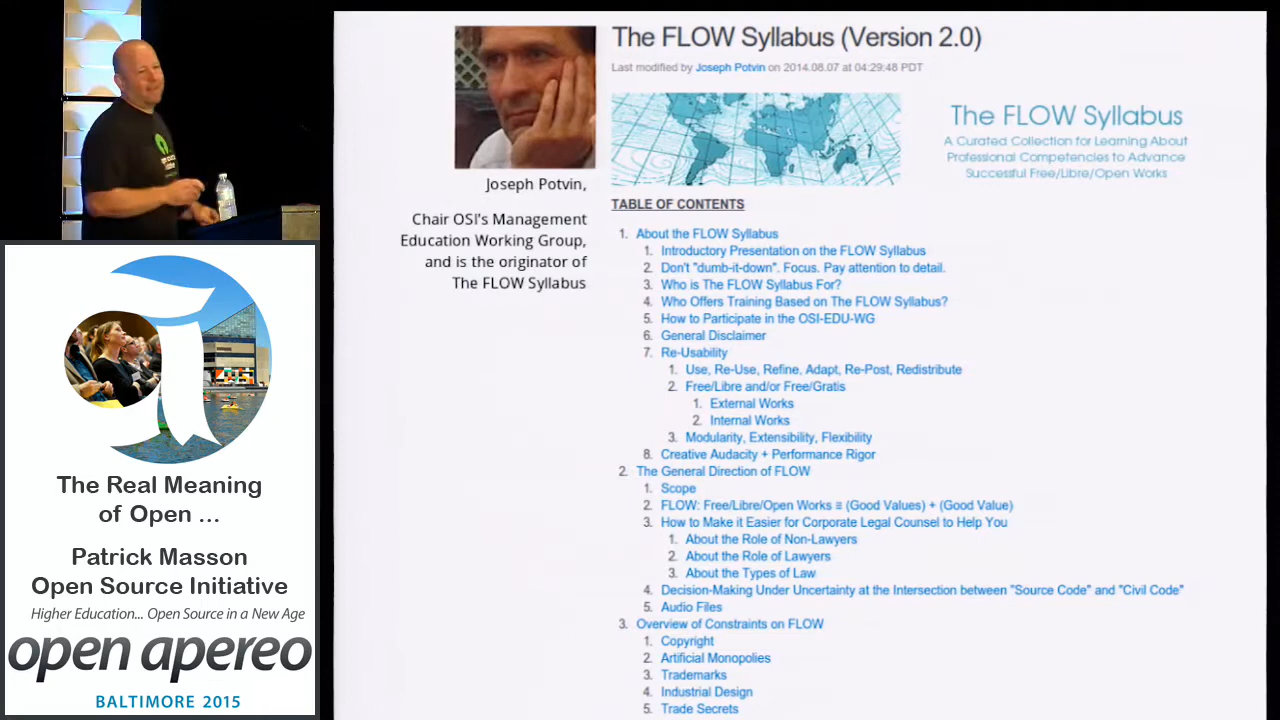 The Real Meaning
of Open ...
Patrick Masson
Open Source Initiative
Higher Education... Open Source in a New Age
open apereo
BALTIMORE 2015
Joseph Potvin,
Chair OSI's Management
Education Working Group,
and is the originator of
The FLOW Syllabus
The FLOW Syllabus (Version 2.0)
Last modified by Joseph Potvin on 2014.08.07 at 04:29:48 PDT
The FLOW Syllabus
A Curated Collection for Learning About
Professional Competencies to Advance
Successful Free/Libre/Open Works
TABLE OF CONTENTS
1. About the FLOW Syllabus
1. Introductory Presentation on the FLOW Syllabus
2. Don't "dumb-it-down". Focus. Pay attention to detail.
3. Who is The FLOW Syllabus For?
4. Who Offers Training Based on The FLOW Syllabus?
5. How to Participate in the OSI-EDU-WG
6. General Disclaimer
7. Re-Usability
1. Use, Re-Use, Refine, Adapt, Re-Post, Redistribute
2. Free/Libre and/or Free/Gratis
1. External Works
2. Internal Works
3. Modularity, Extensibility, Flexibility
8. Creative Audacity + Performance Rigor
2. The General Direction of FLOW
1. Scope
2. FLOW: Free/Libre/Open Works ≡ (Good Values) + (Good Value)
3. How to Make it Easier for Corporate Legal Counsel to Help You
1. About the Role of Non-Lawyers
2. About the Role of Lawyers
3. About the Types of Law
4. Decision-Making Under Uncertainty at the Intersection between "Source Code" and "Civil Code"
5. Audio Files
3. Overview of Constraints on FLOW
1. Copyright
2. Artificial Monopolies
3. Trademarks
4. Industrial Design
5. Trade Secrets